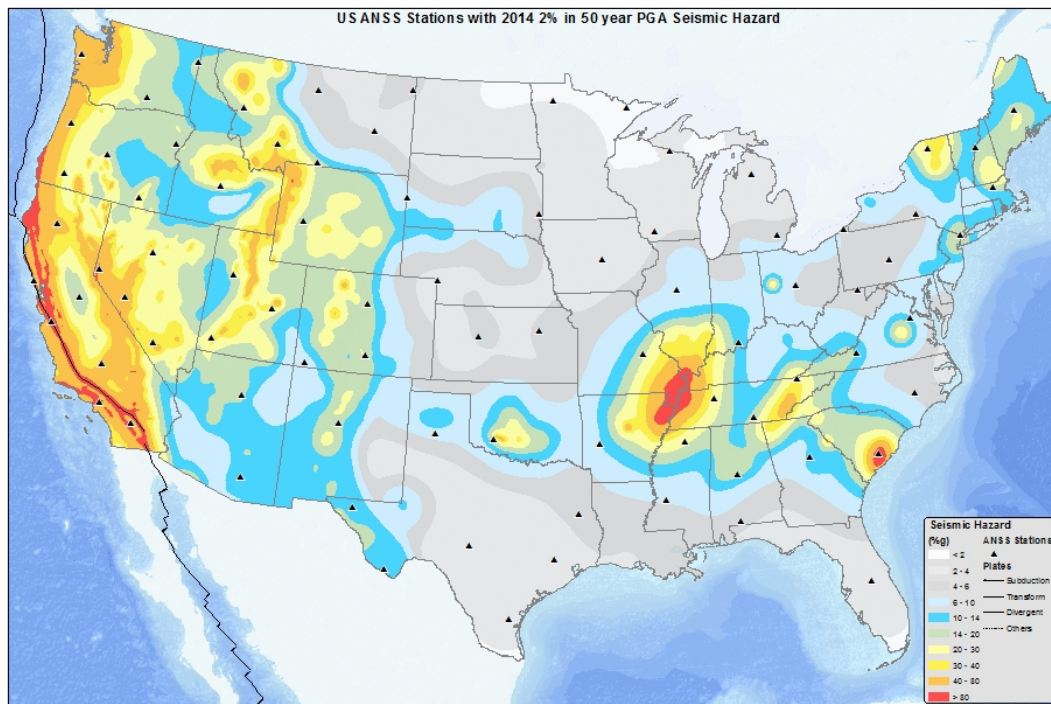 US ANSS Stations with 2014 2% in 50 year PGA Seismic Hazard
Seismic Hazard
(%g)
< 2
2 - 4
4 - 6
6 - 10
10 - 14
14 - 20
20 - 30
30 - 40
40 - 80
> 80
ANSS Stations
Plates
Subduction
Transform
Divergent
Others